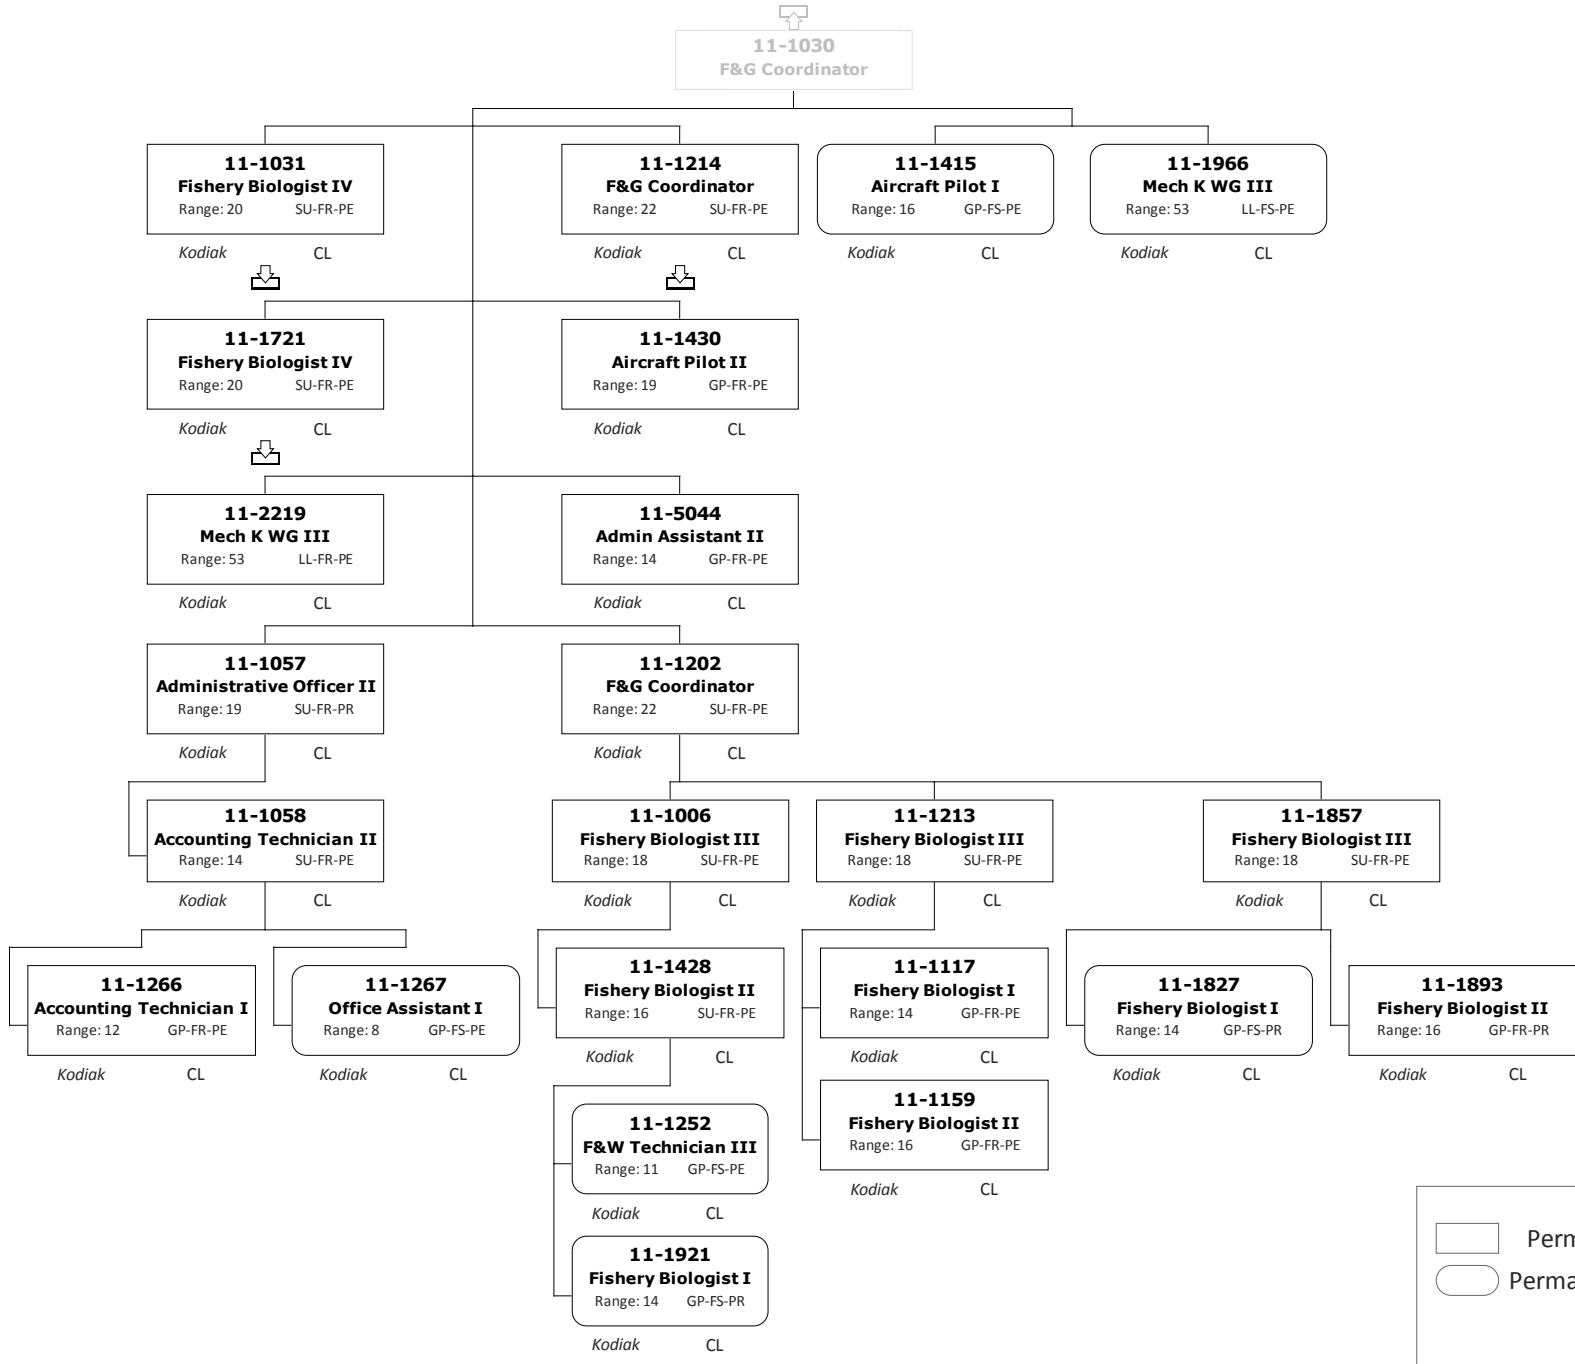 11-1030
F&G Coordinator
11-1031
Fishery Biologist IV
Range: 20 SU-FR-PE
Kodiak CL
11-1214
F&G Coordinator
Range: 22 SU-FR-PE
Kodiak CL
11-1415
Aircraft Pilot I
Range: 16 GP-FS-PE
Kodiak CL
11-1966
Mech K WG III
Range: 53 LL-FS-PE
Kodiak CL
11-1721
Fishery Biologist IV
Range: 20 SU-FR-PE
Kodiak CL
11-1430
Aircraft Pilot II
Range: 19 GP-FR-PE
Kodiak CL
11-2219
Mech K WG III
Range: 53 LL-FR-PE
Kodiak CL
11-5044
Admin Assistant II
Range: 14 GP-FR-PE
Kodiak CL
11-1057
Administrative Officer II
Range: 19 SU-FR-PR
Kodiak CL
11-1202
F&G Coordinator
Range: 22 SU-FR-PE
Kodiak CL
11-1058
Accounting Technician II
Range: 14 SU-FR-PE
Kodiak CL
11-1006
Fishery Biologist III
Range: 18 SU-FR-PE
Kodiak CL
11-1213
Fishery Biologist III
Range: 18 SU-FR-PE
Kodiak CL
11-1857
Fishery Biologist III
Range: 18 SU-FR-PE
Kodiak CL
11-1266
Accounting Technician I
Range: 12 GP-FR-PE
Kodiak CL
11-1267
Office Assistant I
Range: 8 GP-FS-PE
Kodiak CL
11-1428
Fishery Biologist II
Range: 16 SU-FR-PE
Kodiak CL
11-1117
Fishery Biologist I
Range: 14 GP-FR-PE
Kodiak CL
11-1827
Fishery Biologist I
Range: 14 GP-FS-PR
Kodiak CL
11-1893
Fishery Biologist II
Range: 16 GP-FR-PR
Kodiak CL
11-1252
F&W Technician III
Range: 11 GP-FS-PE
Kodiak CL
11-1159
Fishery Biologist II
Range: 16 GP-FR-PE
Kodiak CL
11-1921
Fishery Biologist I
Range: 14 GP-FS-PR
Kodiak CL